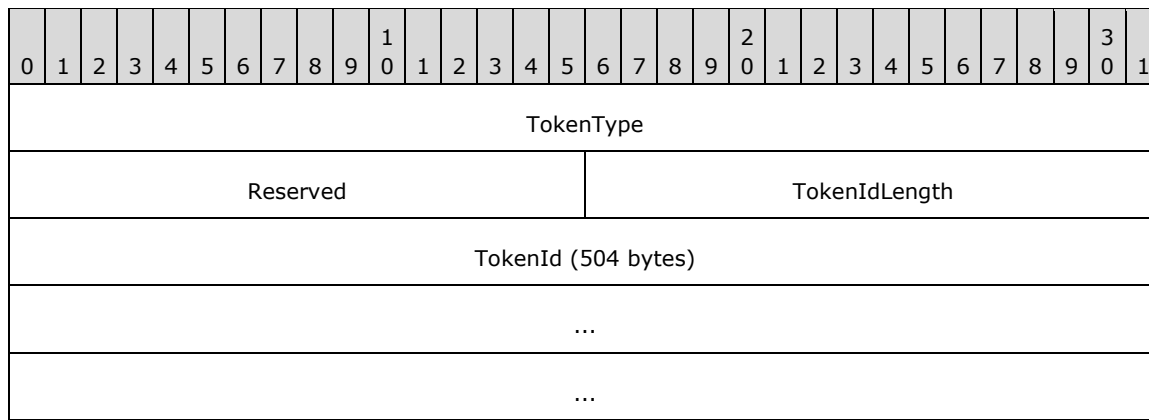 1 2 3
0 1 2 3 4 5 6 7 8 9 0 1 2 3 4 5 6 7 8 9 0 1 2 3 4 5 6 7 8 9 0 1
TokenType
Reserved TokenIdLength
TokenId (504 bytes)
...
...